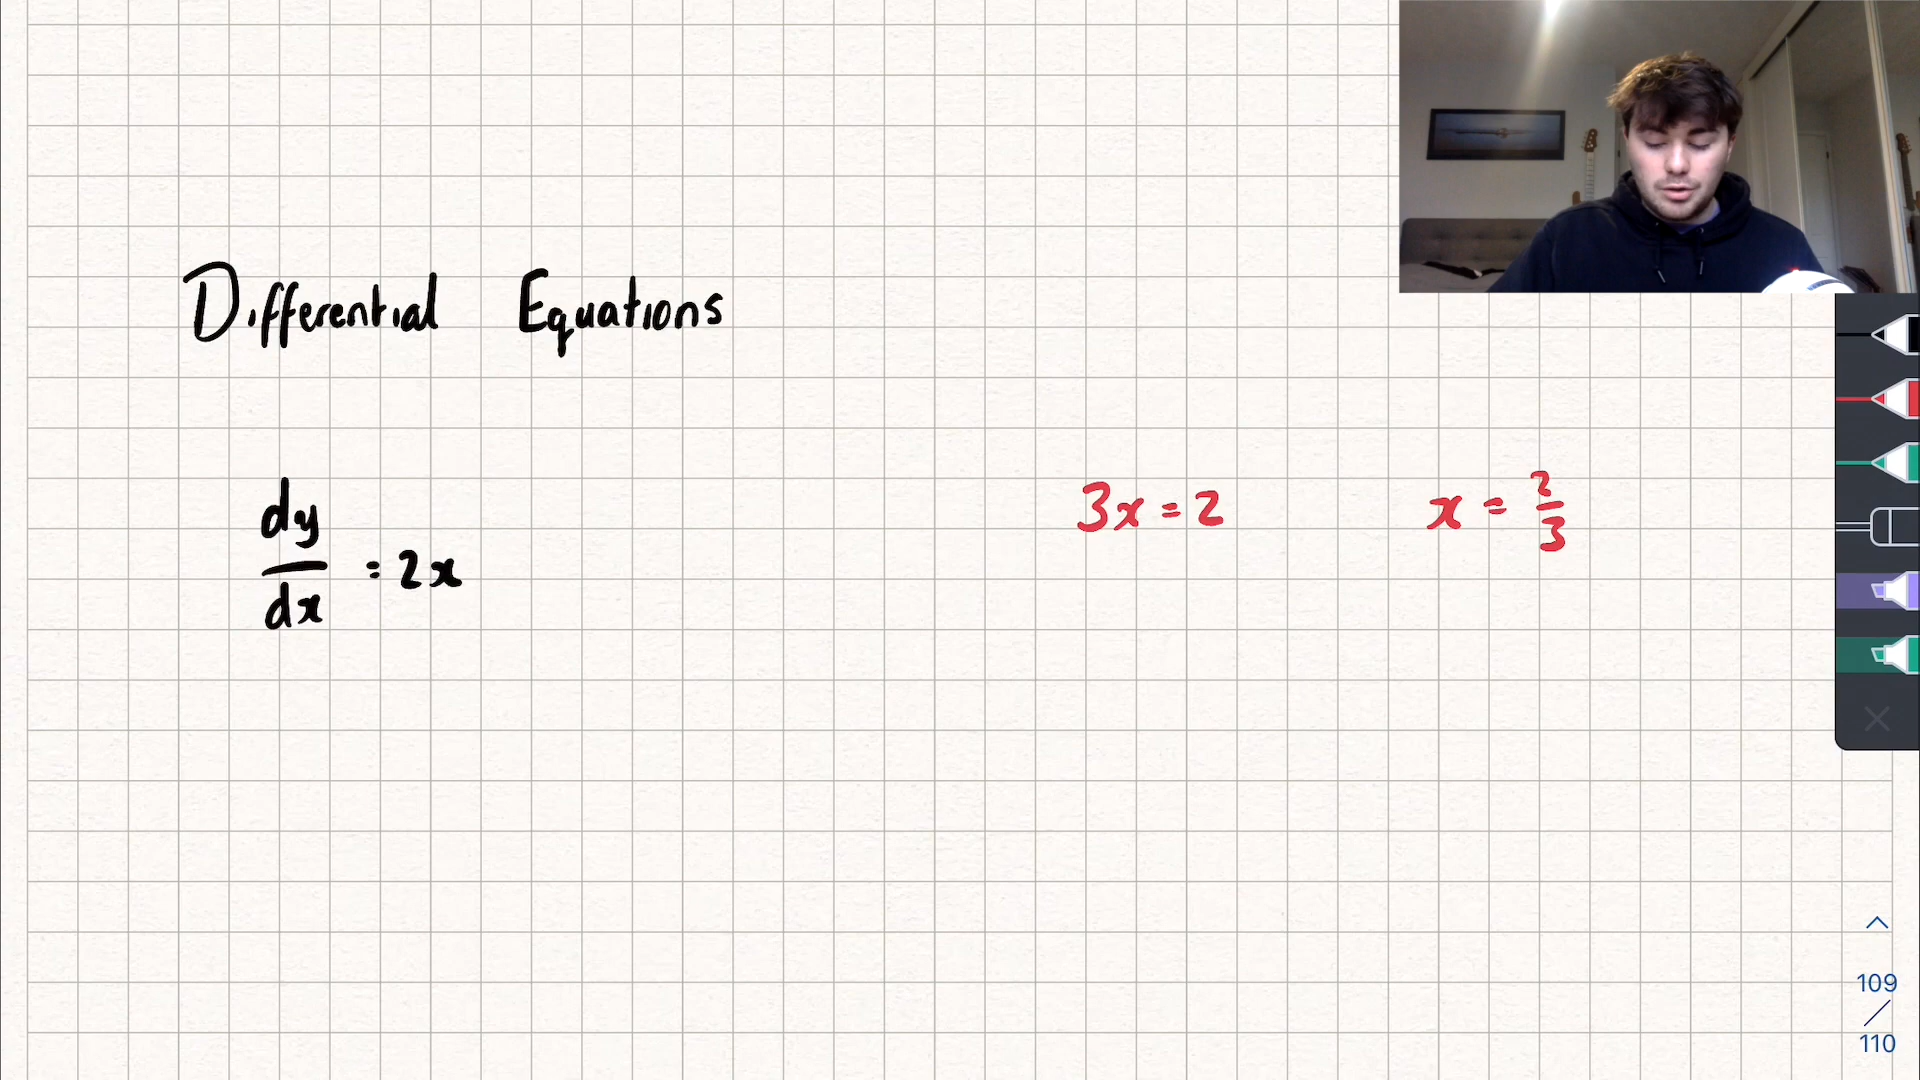 Differential Equations
dy/dx = 2x
3x = 2
x = 2/3
109
/
110